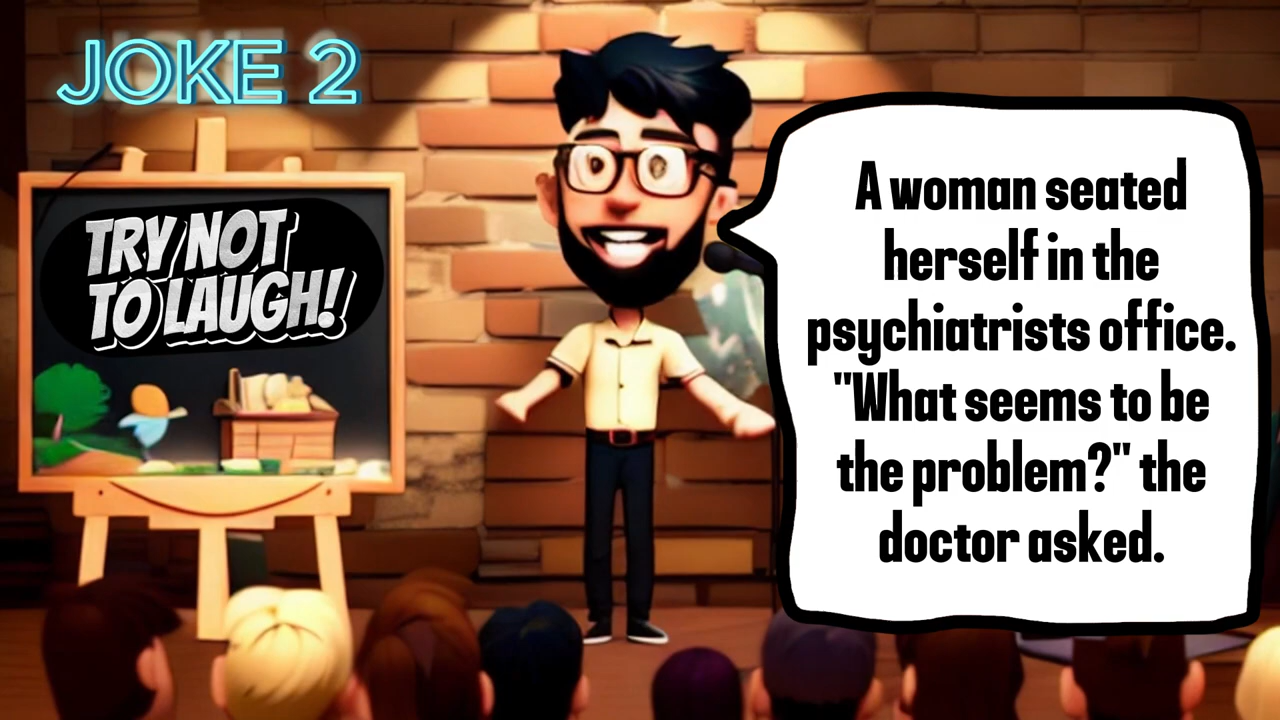 JOKE 2
TRY NOT
TO LAUGH!
A woman seated
herself in the
psychiatrists office.
"What seems to be
the problem?" the
doctor asked.